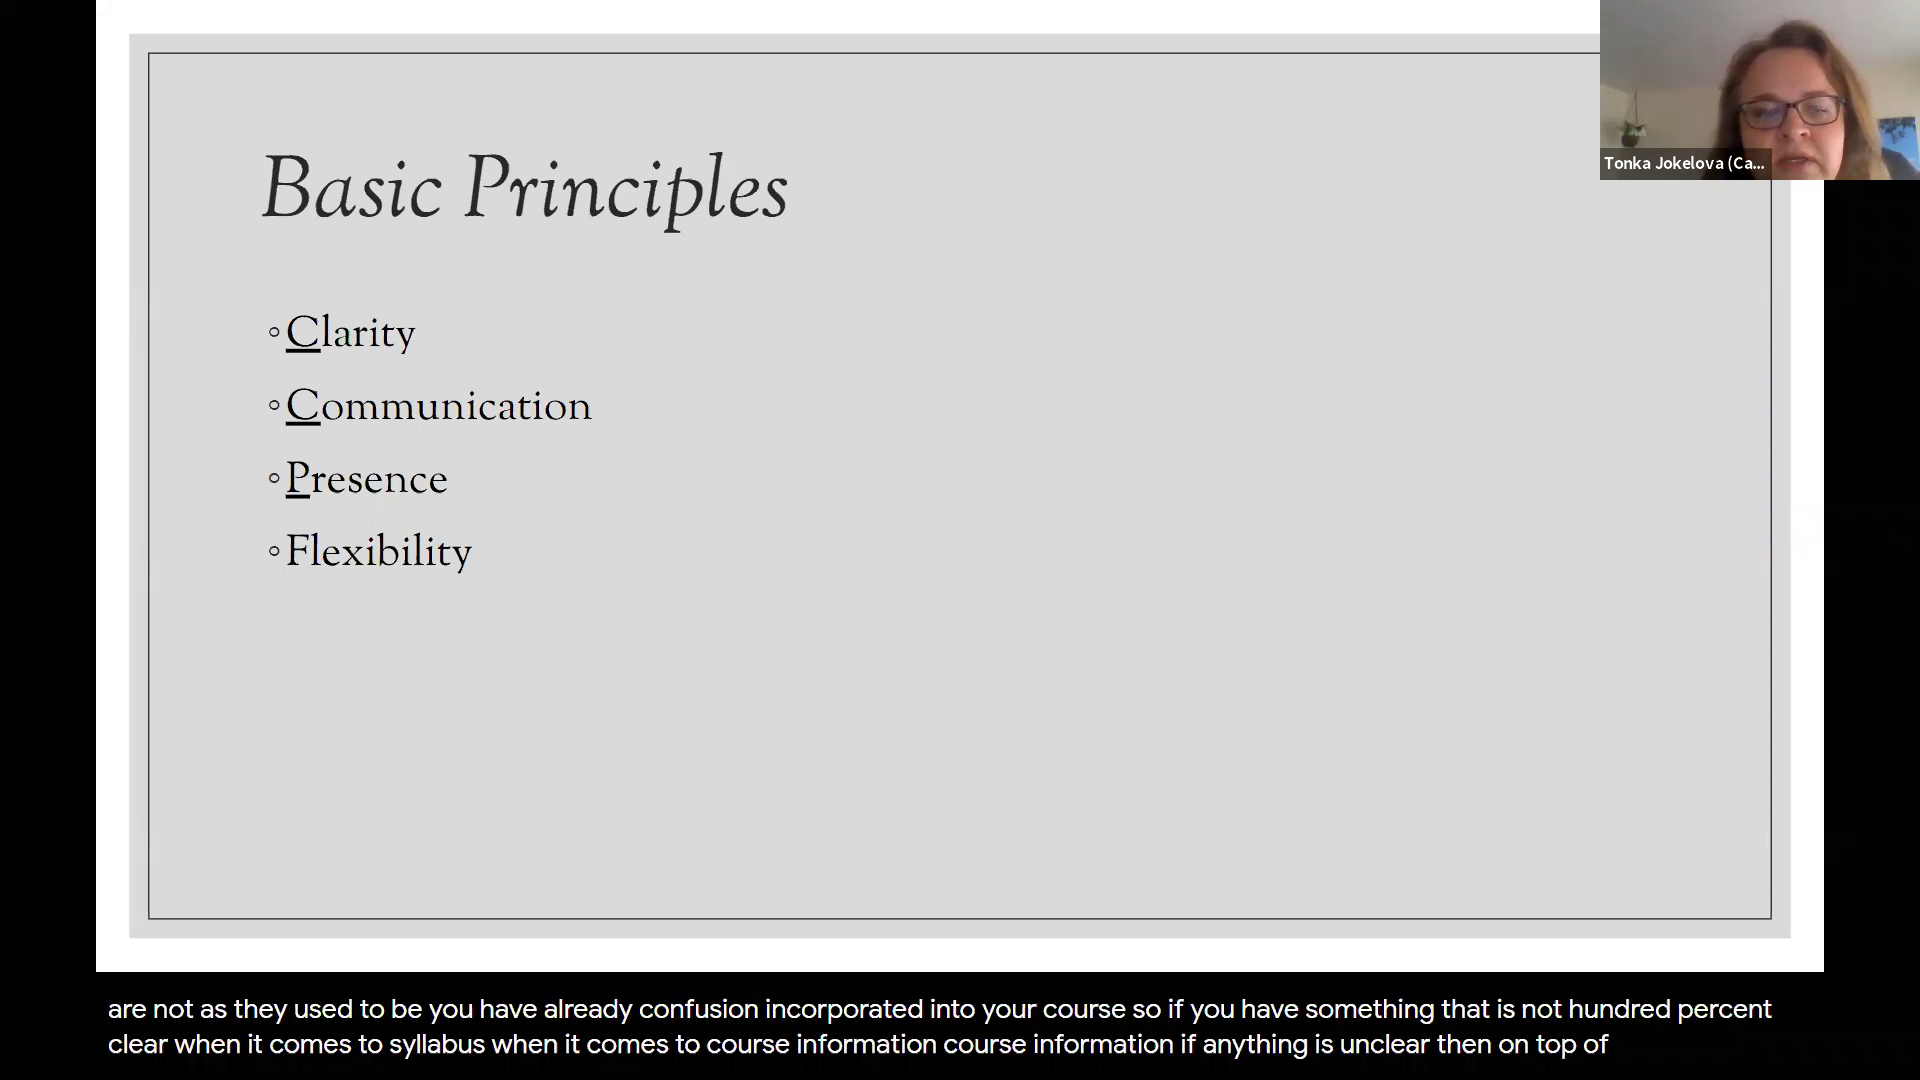 Basic Principles
Tonka Jokelova (Ca...
◦Clarity
◦Communication
◦Presence
◦Flexibility
are not as they used to be you have already confusion incorporated into your course so if you have something that is not hundred percent
clear when it comes to syllabus when it comes to course information course information if anything is unclear then on top of